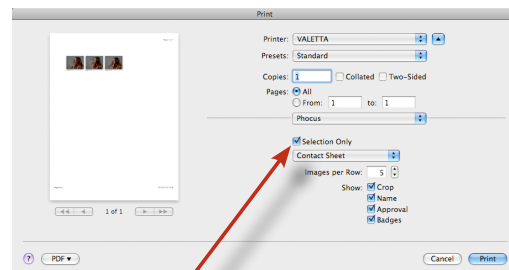 Print
Printer: VALETTA
Presets: Standard
Copies: 1 Collated Two-Sided
Pages: All
From: 1 to: 1
Phocus
Selection Only
Contact Sheet
Images per Row: 5
Show: Crop
Name
Approval
Badges
1 of 1
? PDF ▾ Cancel Print